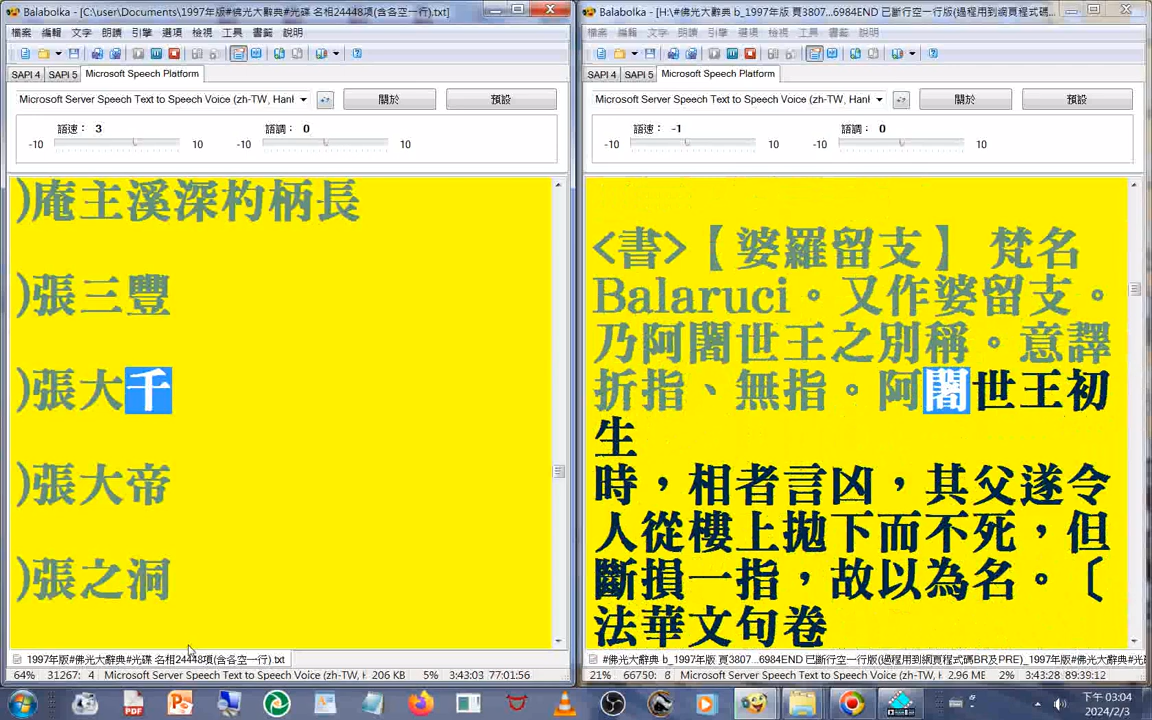 Balabolka - [C:\user\Documents\1997年版#佛光大辭典#光碟 名相24448項(含各空一行).txt]
檔案 編輯 文字 朗讀 引擎 選項 檢視 工具 書籤 說明
SAPI 4 SAPI 5 Microsoft Speech Platform
Microsoft Server Speech Text to Speech Voice (zh-TW, Hanl
關於
預設
語速： 3
語調： 0
-10 10 -10 10
)庵主溪深杓柄長
)張三豐
)張大千
)張大帝
)張之洞
1997年版#佛光大辭典#光碟 名相24448項(含各空一行).txt
64% 31267: 4 Microsoft Server Speech Text to Speech Voice (zh-TW, H 206 KB 5% 3:43:03 77:01:56
Balabolka - [H:\#佛光大辭典 b_1997年版 頁3807...6984END 已斷行空一行版(過程用到網頁程式碼...
檔案 編輯 文字 朗讀 引擎 選項 檢視 工具 書籤 說明
SAPI 4 SAPI 5 Microsoft Speech Platform
Microsoft Server Speech Text to Speech Voice (zh-TW, Hanl
關於
預設
語速： -1
語調： 0
-10 10 -10 10
<書>【婆羅留支】 梵名
Balaruci。又作婆留支。
乃阿闍世王之別稱。意譯
折指、無指。阿闍世王初
生
時，相者言凶，其父遂令
人從樓上拋下而不死，但
斷損一指，故以為名。〔
法華文句卷
#佛光大辭典 b_1997年版 頁3807...6984END 已斷行空一行版(過程用到網頁程式碼BR及PRE)_1997年版#光
21% 66750: 8 Microsoft Server Speech Text to Speech Voice (zh-TW, H 2.96 ME 2% 3:43:28 89:39:12
PDF
下午 03:04
2024/2/3